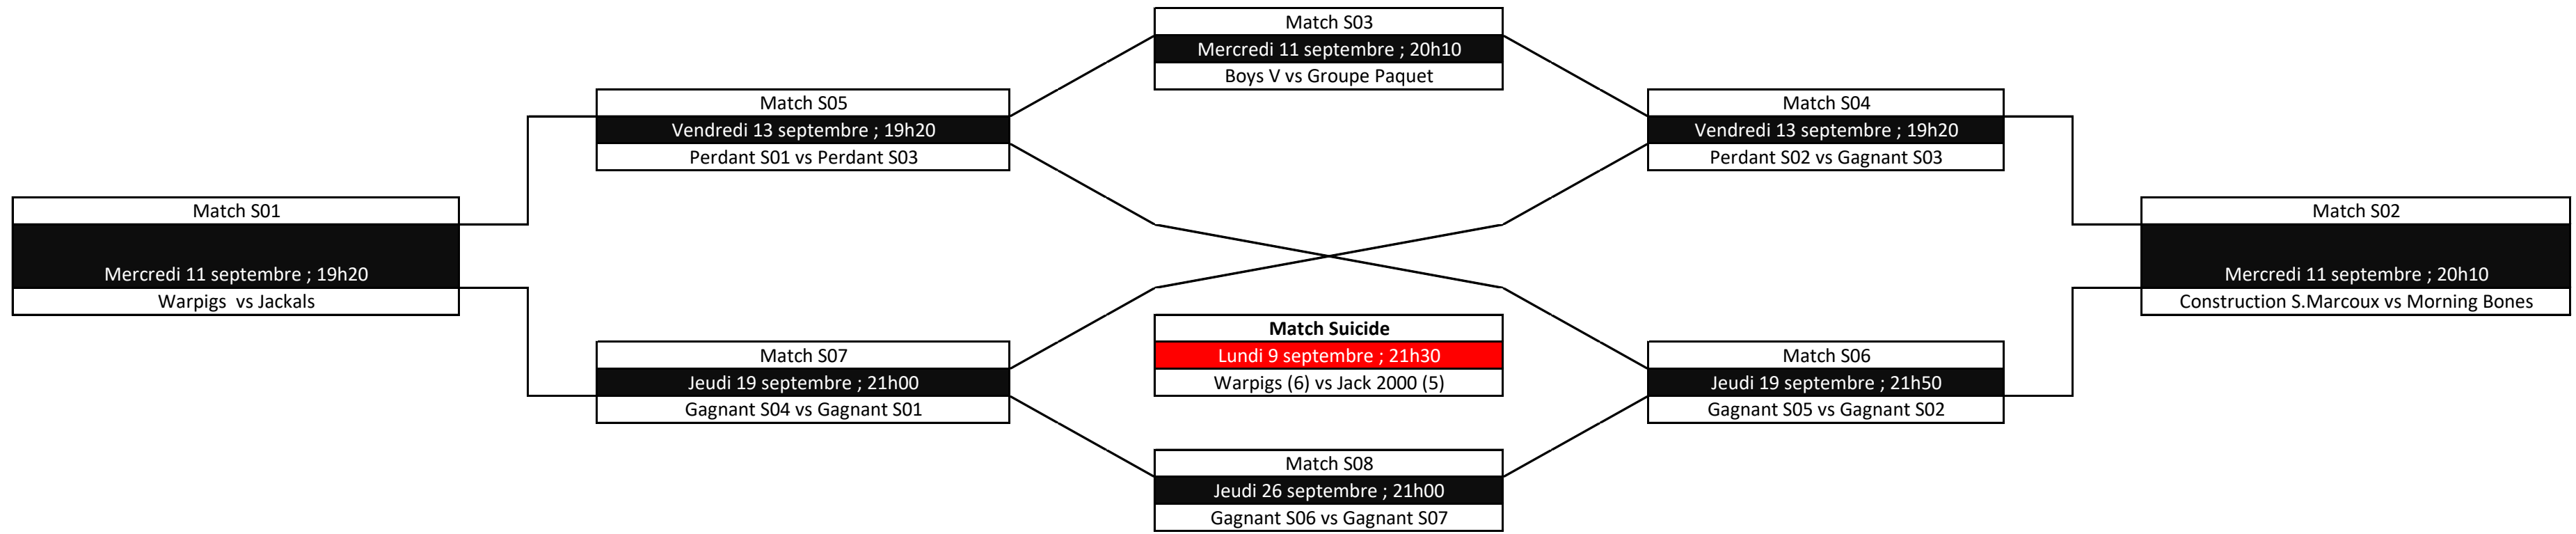 Match S03
Mercredi 11 septembre ; 20h10
Boys V vs Groupe Paquet
Match S05
Vendredi 13 septembre ; 19h20
Perdant S01 vs Perdant S03
Match S04
Vendredi 13 septembre ; 19h20
Perdant S02 vs Gagnant S03
Match S01
Mercredi 11 septembre ; 19h20
Warpigs  vs Jackals
Match S02
Mercredi 11 septembre ; 20h10
Construction S.Marcoux vs Morning Bones
Match Suicide
Lundi 9 septembre ; 21h30
Warpigs (6) vs Jack 2000 (5)
Match S07
Jeudi 19 septembre ; 21h00
Gagnant S04 vs Gagnant S01
Match S06
Jeudi 19 septembre ; 21h50
Gagnant S05 vs Gagnant S02
Match S08
Jeudi 26 septembre ; 21h00
Gagnant S06 vs Gagnant S07